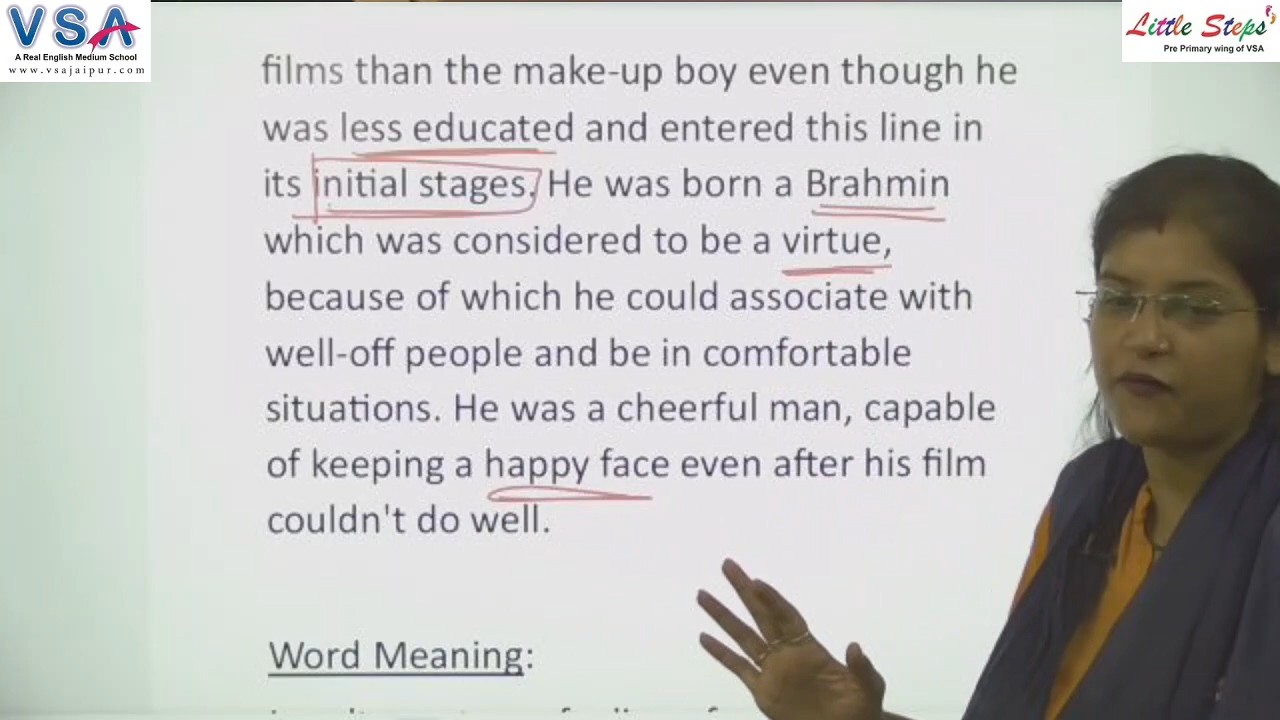 VSA
A Real English Medium School
www.vsajaipur.com
Little Steps
Pre Primary wing of VSA
films than the make-up boy even though he
was less educated and entered this line in
its initial stages. He was born a Brahmin
which was considered to be a virtue,
because of which he could associate with
well-off people and be in comfortable
situations. He was a cheerful man, capable
of keeping a happy face even after his film
couldn't do well.
Word Meaning: